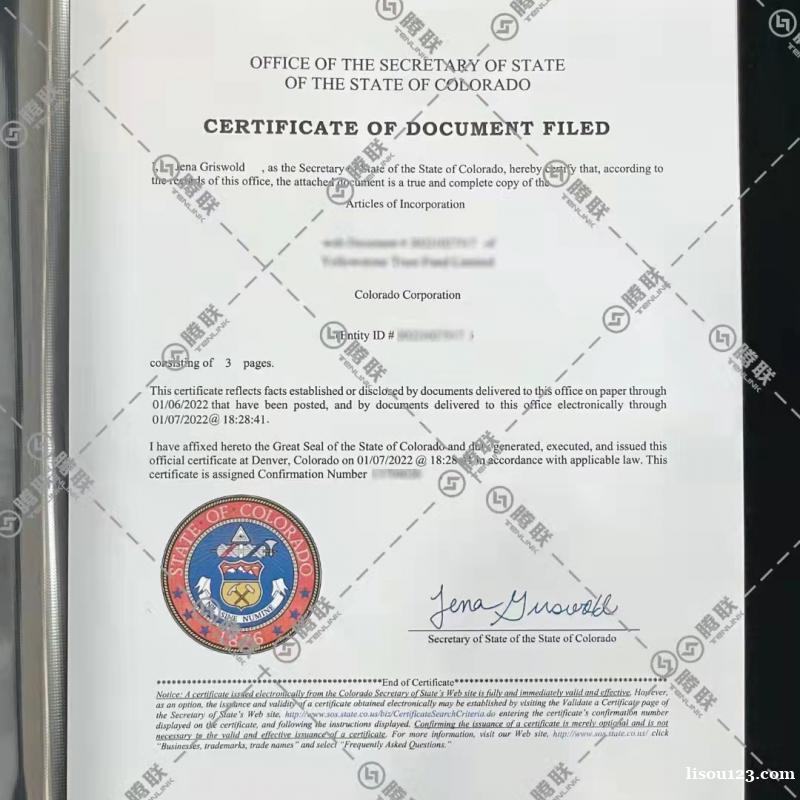 OFFICE OF THE SECRETARY OF STATE
OF THE STATE OF COLORADO
CERTIFICATE OF DOCUMENT FILED
I, Jena Griswold , as the Secretary of State of the State of Colorado, hereby certify that, according to
the records of this office, the attached document is a true and complete copy of the
Articles of Incorporation
with Document # of
Yellowstone Trust Fund Limited
Colorado Corporation
Entity ID #
consisting of 3 pages.
This certificate reflects facts established or disclosed by documents delivered to this office on paper through
01/06/2022 that have been posted, and by documents delivered to this office electronically through
01/07/2022@ 18:28:41.
I have affixed hereto the Great Seal of the State of Colorado and duly generated, executed, and issued this
official certificate at Denver, Colorado on 01/07/2022 @ 18:28:41 in accordance with applicable law. This
certificate is assigned Confirmation Number
STATE OF COLORADO
NIL SINE NUMINE
1876
Jena Griswold
Secretary of State of the State of Colorado
End of Certificate
Notice: A certificate issued electronically from the Colorado Secretary of State's Web site is fully and immediately valid and effective. However,
as an option, the issuance and validity of a certificate obtained electronically may be established by visiting the Validate a Certificate page of
the Secretary of State's Web site, http://www.sos.state.co.us/biz/CertificateSearchCriteria.do entering the certificate's confirmation number
displayed on the certificate, and following the instructions displayed. Confirming the issuance of a certificate is merely optional and is not
necessary to the valid and effective issuance of a certificate. For more information, visit our Web site, http://www.sos.state.co.us/ click
"Businesses, trademarks, trade names" and select "Frequently Asked Questions."
腾联
TENLINK
lisou123.com